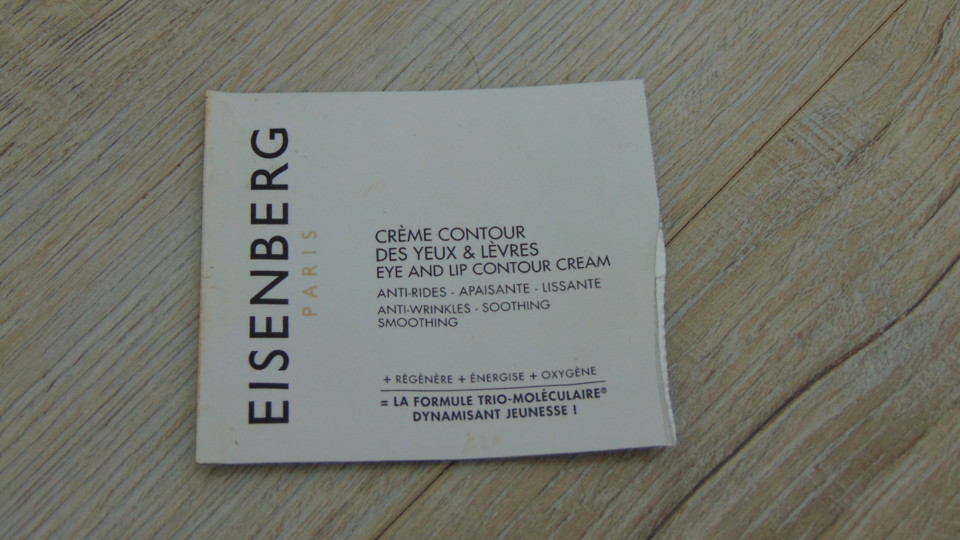 EISENBERG
PARIS
CRÈME CONTOUR
DES YEUX & LÈVRES
EYE AND LIP CONTOUR CREAM
ANTI-RIDES - APAISANTE - LISSANTE
ANTI-WRINKLES - SOOTHING
SMOOTHING
+ RÉGÉNÈRE + ÉNERGISE + OXYGÈNE
= LA FORMULE TRIO-MOLÉCULAIRE®
DYNAMISANT JEUNESSE !